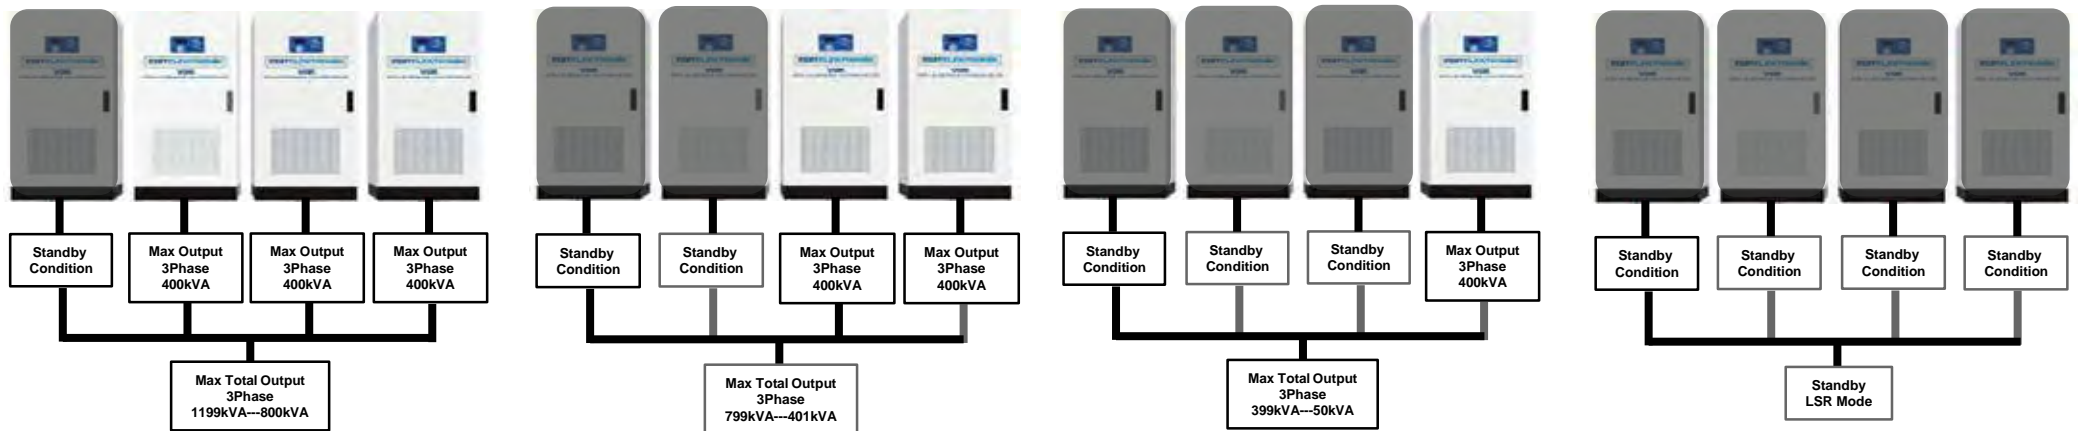 Standby
Condition
Max Output
3Phase
400kVA
Max Output
3Phase
400kVA
Max Output
3Phase
400kVA
Max Total Output
3Phase
1199kVA---800kVA
Standby
Condition
Standby
Condition
Max Output
3Phase
400kVA
Max Output
3Phase
400kVA
Max Total Output
3Phase
799kVA---401kVA
Standby
Condition
Standby
Condition
Standby
Condition
Max Output
3Phase
400kVA
Max Total Output
3Phase
399kVA---50kVA
Standby
Condition
Standby
Condition
Standby
Condition
Standby
Condition
Standby
LSR Mode